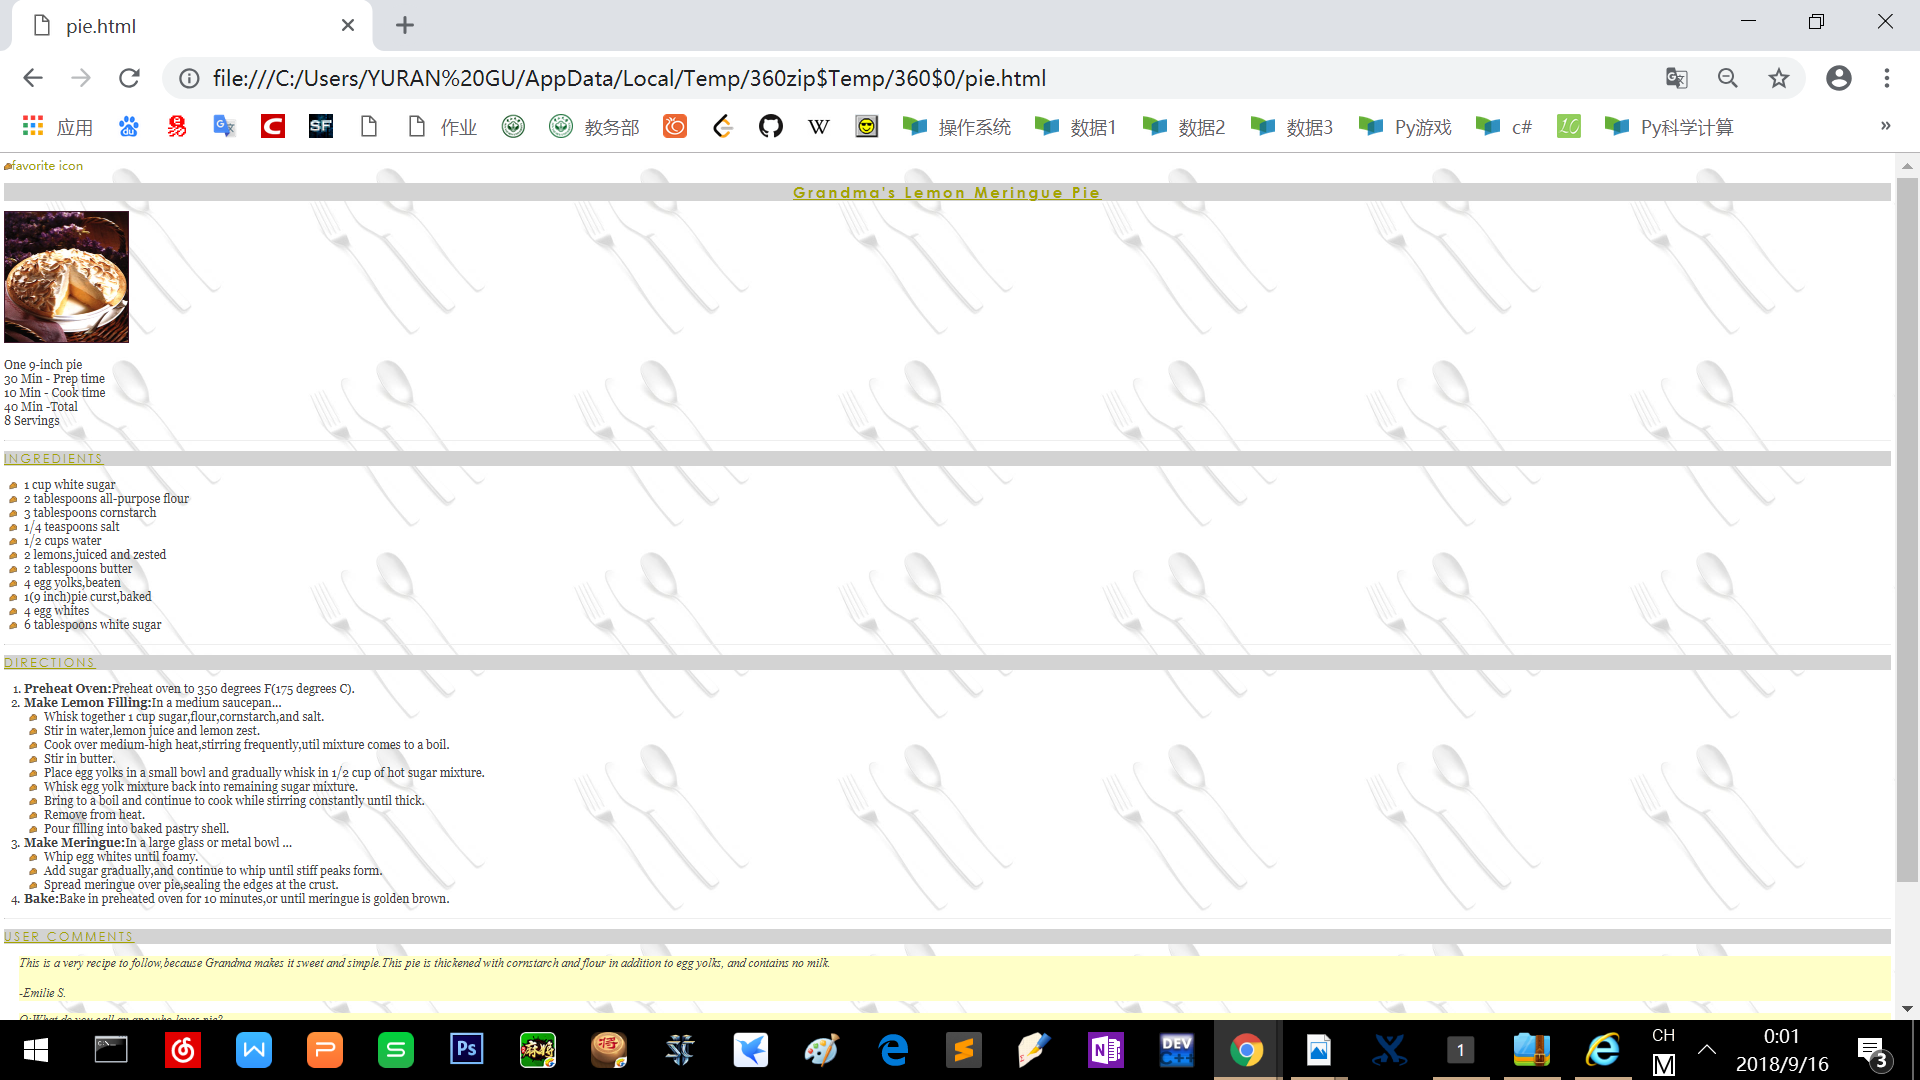 pie.html
file:///C:/Users/YURAN%20GU/AppData/Local/Temp/360zip$Temp/360$0/pie.html
应用 作业 教务部 操作系统 数据1 数据2 数据3 Py游戏 c# Py科学计算 »
favorite icon
Grandma's Lemon Meringue Pie
One 9-inch pie
30 Min - Prep time
10 Min - Cook time
40 Min -Total
8 Servings
INGREDIENTS
1 cup white sugar
2 tablespoons all-purpose flour
3 tablespoons cornstarch
1/4 teaspoons salt
1/2 cups water
2 lemons,juiced and zested
2 tablespoons butter
4 egg yolks,beaten
1(9 inch)pie curst,baked
4 egg whites
6 tablespoons white sugar
DIRECTIONS
1. Preheat Oven:Preheat oven to 350 degrees F(175 degrees C).
2. Make Lemon Filling:In a medium saucepan...
Whisk together 1 cup sugar,flour,cornstarch,and salt.
Stir in water,lemon juice and lemon zest.
Cook over medium-high heat,stirring frequently,util mixture comes to a boil.
Stir in butter.
Place egg yolks in a small bowl and gradually whisk in 1/2 cup of hot sugar mixture.
Whisk egg yolk mixture back into remaining sugar mixture.
Bring to a boil and continue to cook while stirring constantly until thick.
Remove from heat.
Pour filling into baked pastry shell.
3. Make Meringue:In a large glass or metal bowl ...
Whip egg whites until foamy.
Add sugar gradually,and continue to whip until stiff peaks form.
Spread meringue over pie,sealing the edges at the crust.
4. Bake:Bake in preheated oven for 10 minutes,or until meringue is golden brown.
USER COMMENTS
This is a very recipe to follow,because Grandma makes it sweet and simple.This pie is thickened with cornstarch and flour in addition to egg yolks, and contains no milk.
-Emilie S.
Q:What do you call an ape who loves pie?
CH
M
0:01
2018/9/16
3